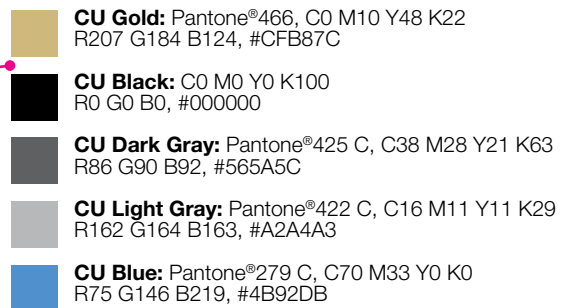 CU Gold: Pantone®466, C0 M10 Y48 K22
R207 G184 B124, #CFB87C
CU Black: C0 M0 Y0 K100
R0 G0 B0, #000000
CU Dark Gray: Pantone®425 C, C38 M28 Y21 K63
R86 G90 B92, #565A5C
CU Light Gray: Pantone®422 C, C16 M11 Y11 K29
R162 G164 B163, #A2A4A3
CU Blue: Pantone®279 C, C70 M33 Y0 K0
R75 G146 B219, #4B92DB